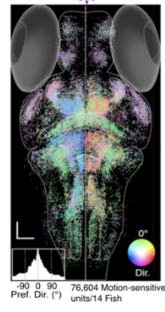 0°
Dir.
-90 0 90
Pref. Dir. (°)
76,604 Motion-sensitive
units/14 Fish